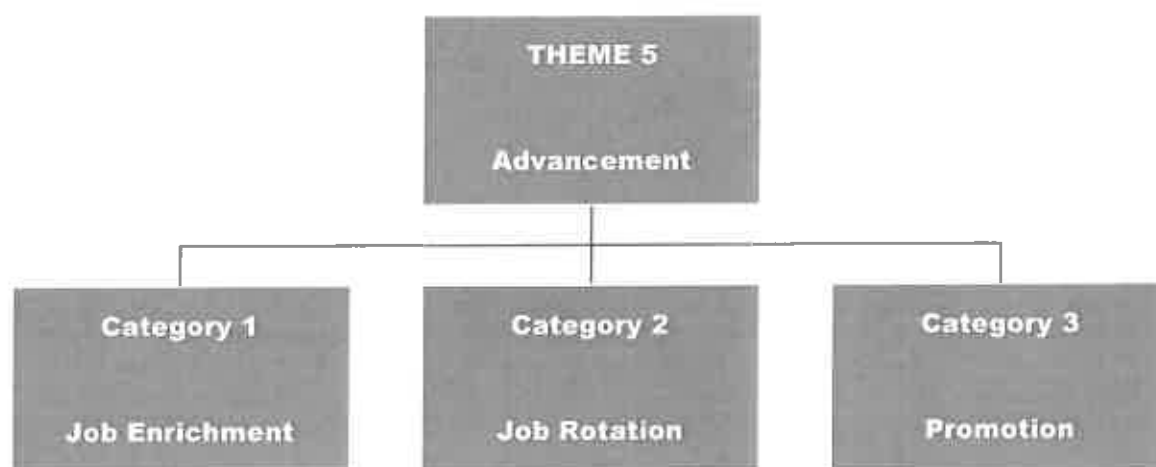 THEME 5
Advancement
Category 1
Job Enrichment
Category 2
Job Rotation
Category 3
Promotion